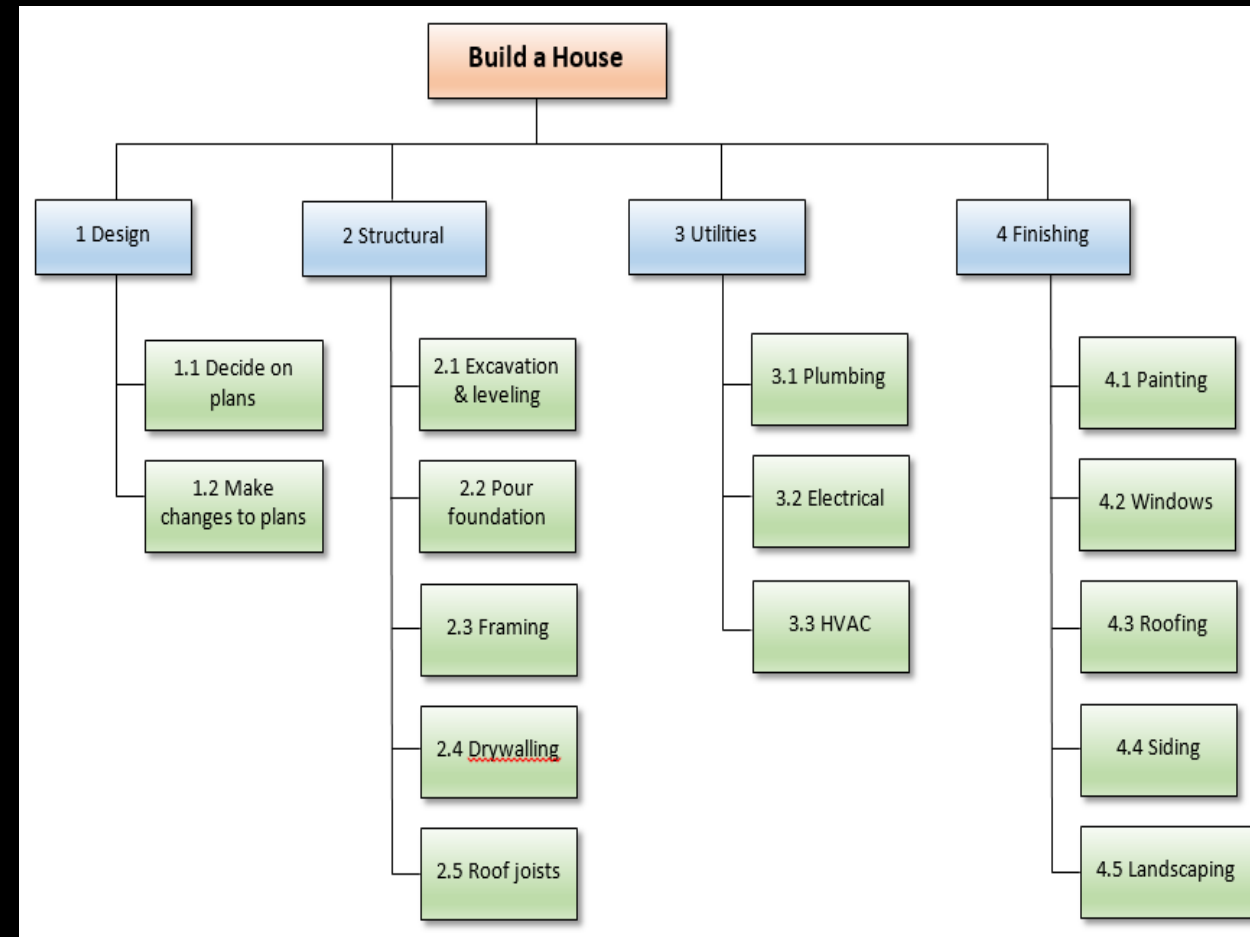 Build a House
1 Design
2 Structural
3 Utilities
4 Finishing
1.1 Decide on
plans
1.2 Make
changes to plans
2.1 Excavation
& leveling
2.2 Pour
foundation
2.3 Framing
2.4 Drywalling
2.5 Roof joists
3.1 Plumbing
3.2 Electrical
3.3 HVAC
4.1 Painting
4.2 Windows
4.3 Roofing
4.4 Siding
4.5 Landscaping